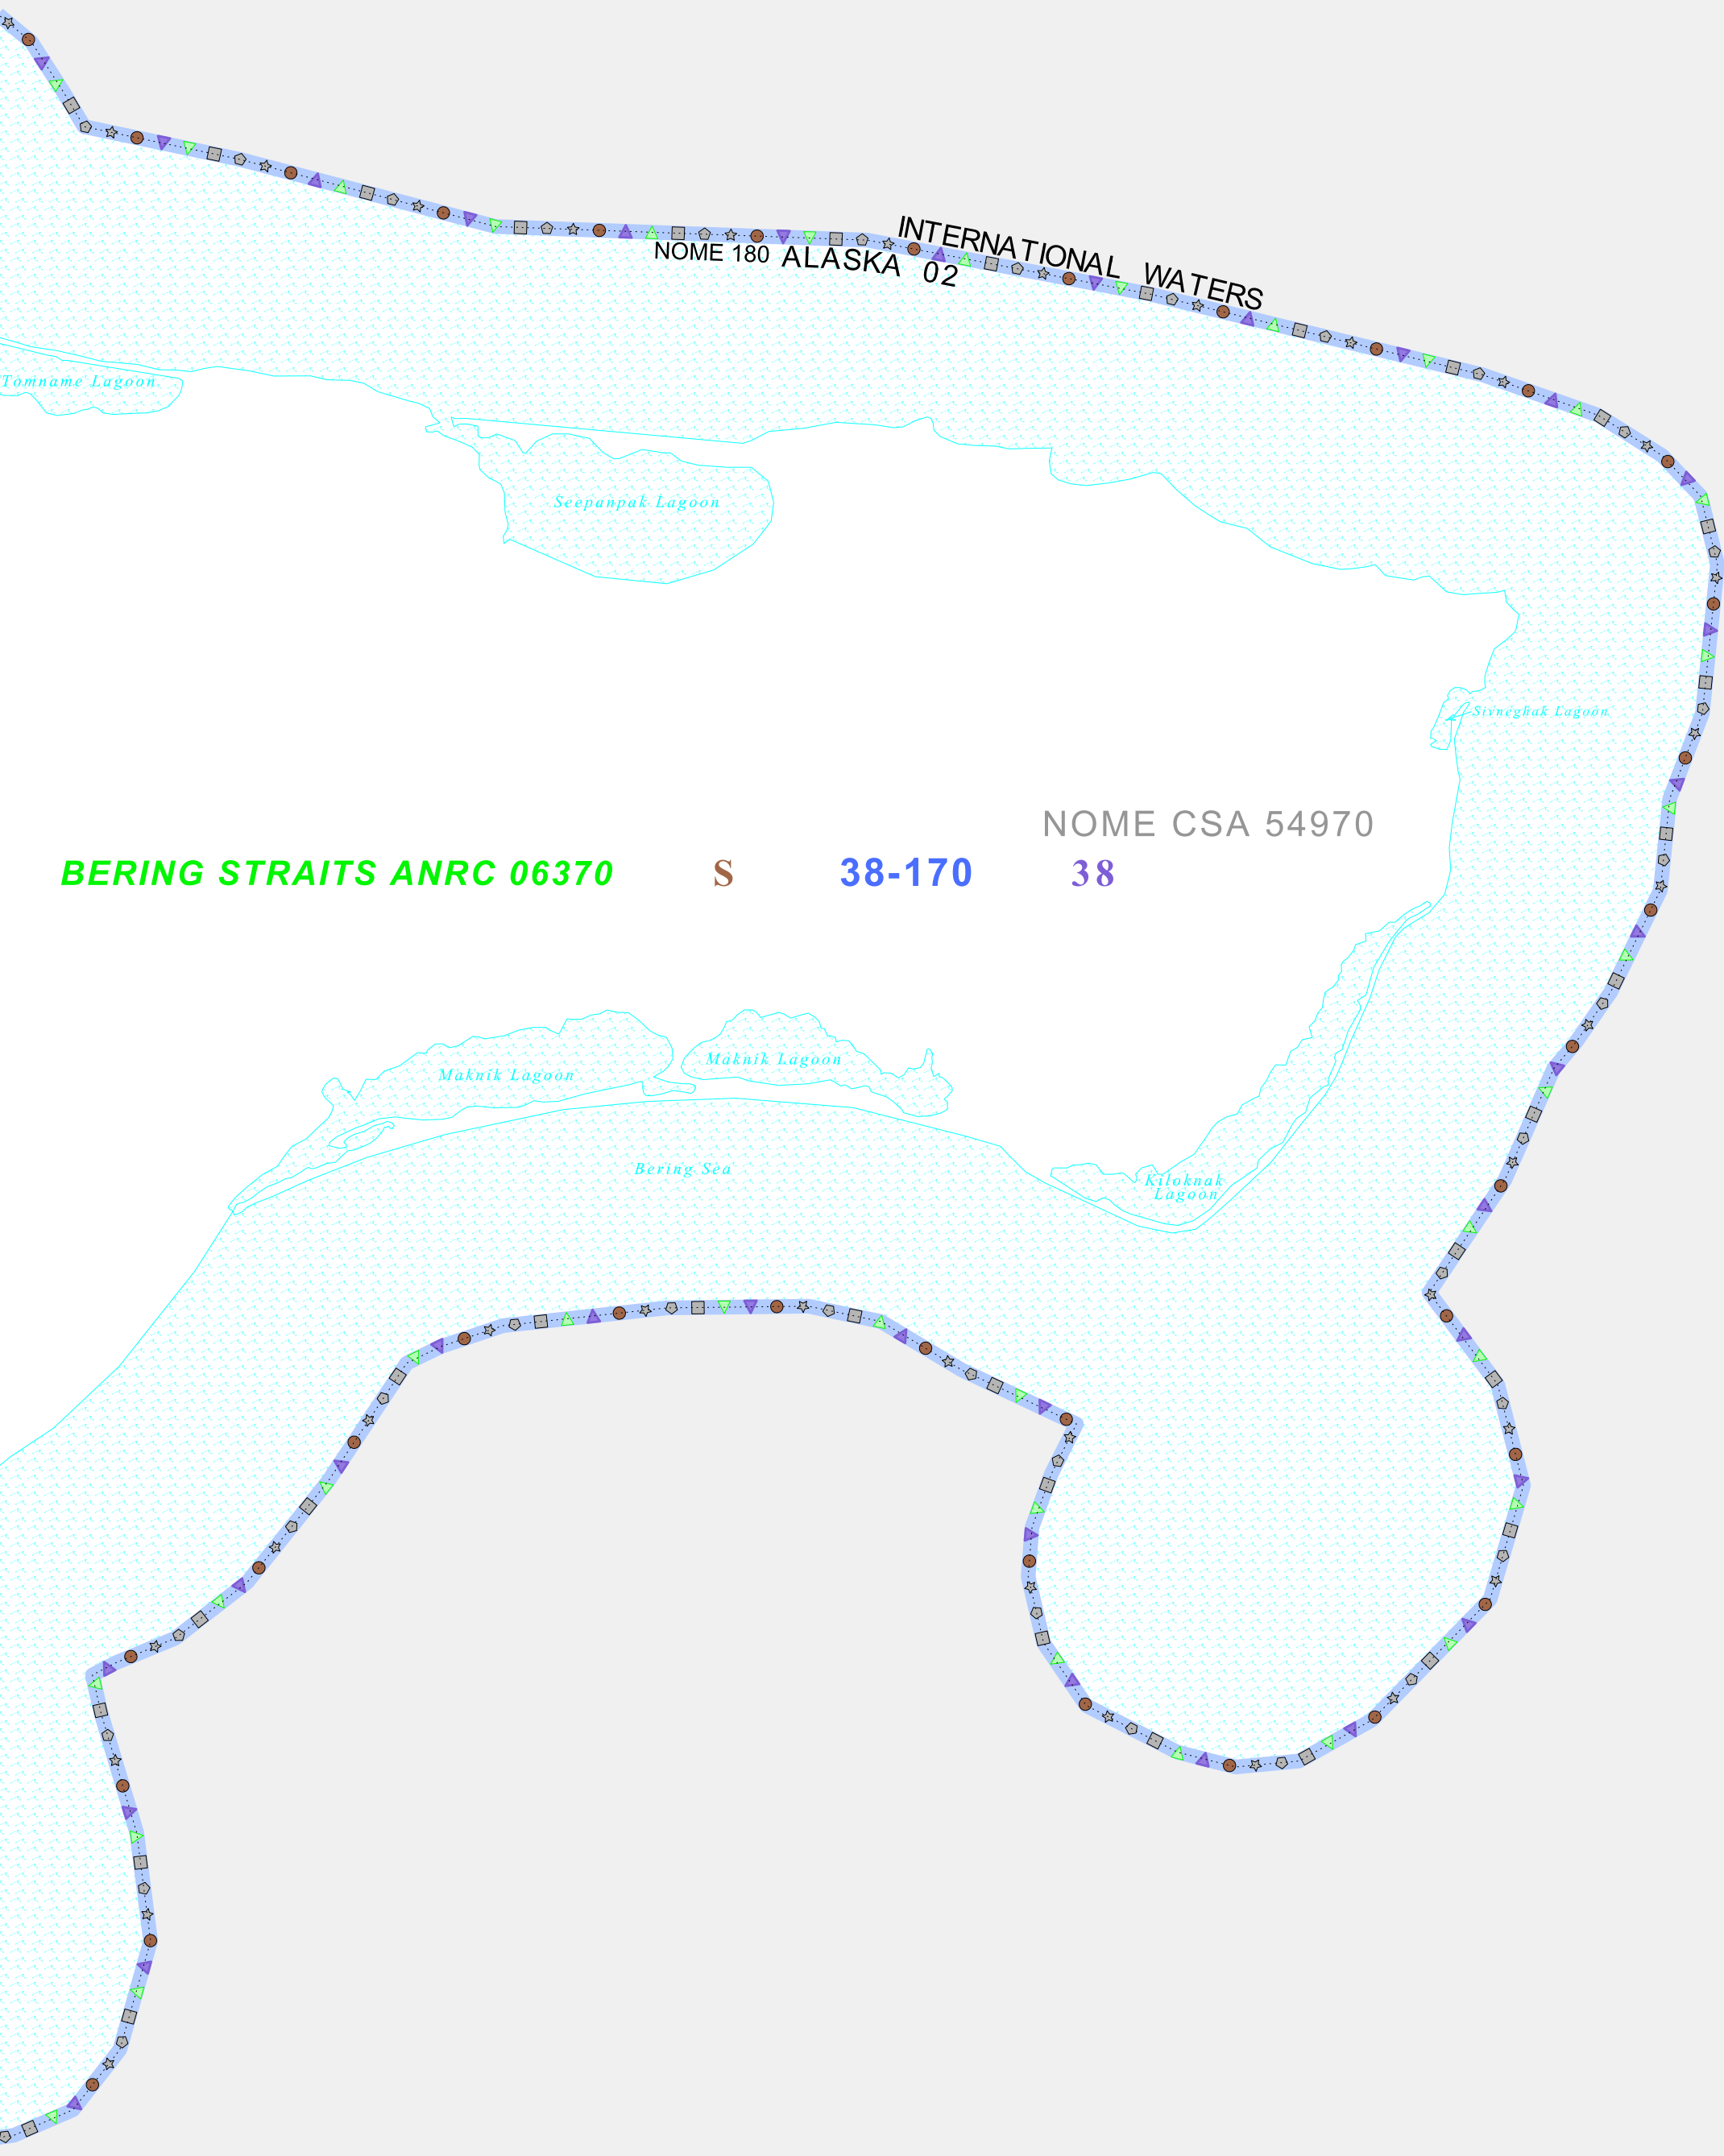 INTERNATIONAL WATERS
NOME 180 ALASKA 02
Tomname Lagoon
Seepanpak Lagoon
Sivneghak Lagoon
NOME CSA 54970
BERING STRAITS ANRC 06370 S 38-170 38
Maknik Lagoon
Maknik Lagoon
Bering Sea
Kiloknak
Lagoon